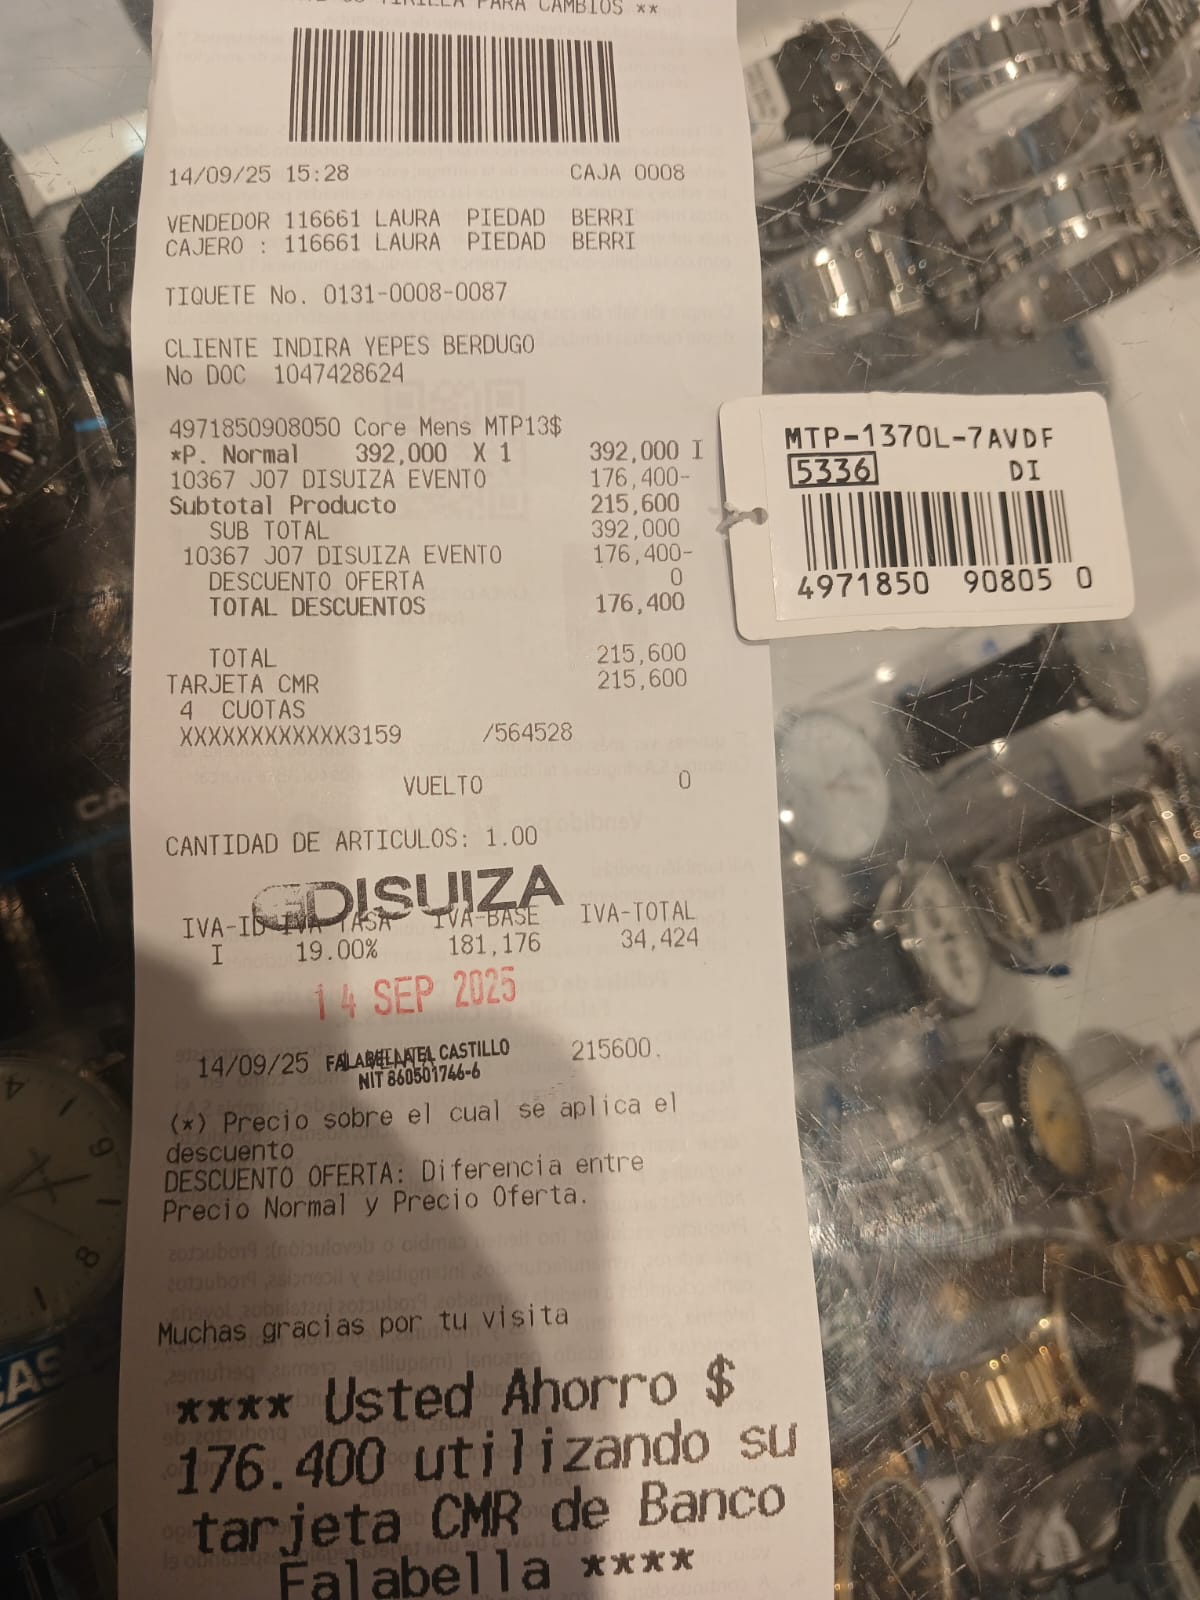 PARA CAMBIOS **
14/09/25 15:28 CAJA 0008
VENDEDOR 116661 LAURA PIEDAD BERRI
CAJERO : 116661 LAURA PIEDAD BERRI
TIQUETE No. 0131-0008-0087
CLIENTE INDIRA YEPES BERDUGO
No DOC 1047428624
4971850908050 Core Mens MTP13$
*P. Normal 392,000 X 1 392,000 I
10367 J07 DISUIZA EVENTO 176,400-
Subtotal Producto 215,600
SUB TOTAL 392,000
10367 J07 DISUIZA EVENTO 176,400-
DESCUENTO OFERTA 0
TOTAL DESCUENTOS 176,400
TOTAL 215,600
TARJETA CMR 215,600
4 CUOTAS
XXXXXXXXXXXX3159 /564528
VUELTO 0
CANTIDAD DE ARTICULOS: 1.00
DISUIZA
IVA-ID IVA TASA IVA-BASE IVA-TOTAL
I 19.00% 181,176 34,424
14 SEP 2025
14/09/25 215600.
FALABELLA EL CASTILLO
NIT 860501746-6
(*) Precio sobre el cual se aplica el
descuento
DESCUENTO OFERTA: Diferencia entre
Precio Normal y Precio Oferta.
Muchas gracias por tu visita
**** Usted Ahorro $
176.400 utilizando su
tarjeta CMR de Banco
Falabella ****
MTP-1370L-7AVDF
5336 DI
4971850 90805 0